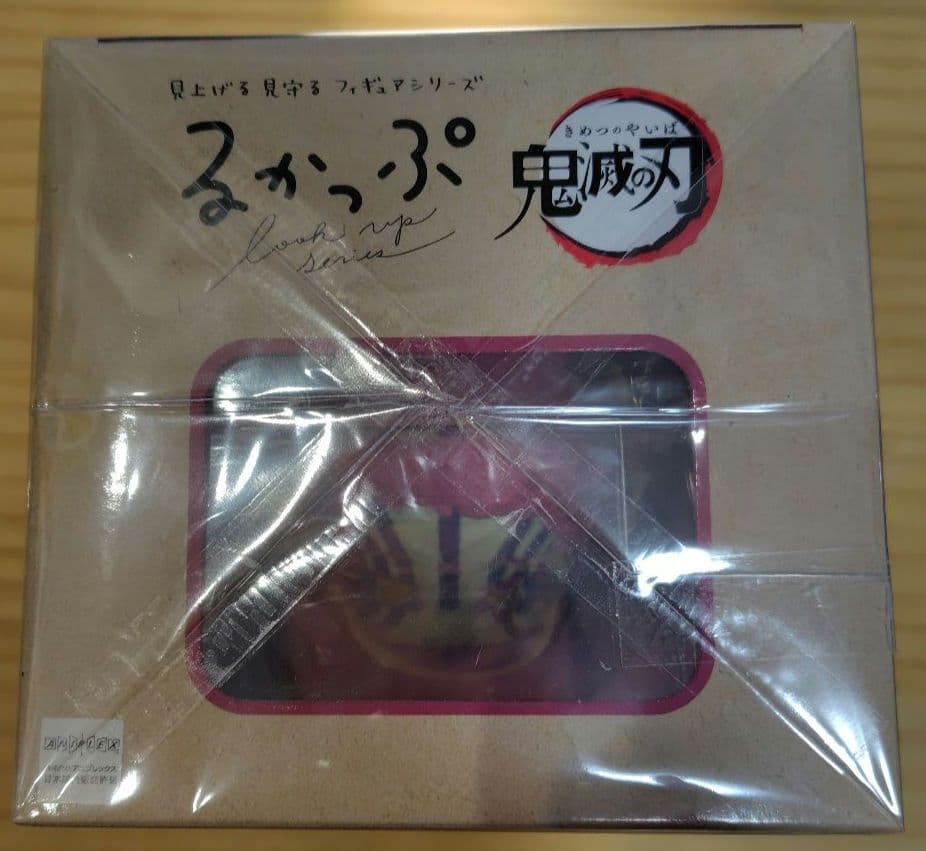 見上げる 見守る フィギュアシリーズ
るかっぷ
look up
series
きめつのやいば
鬼滅の刃
ANIPLEX